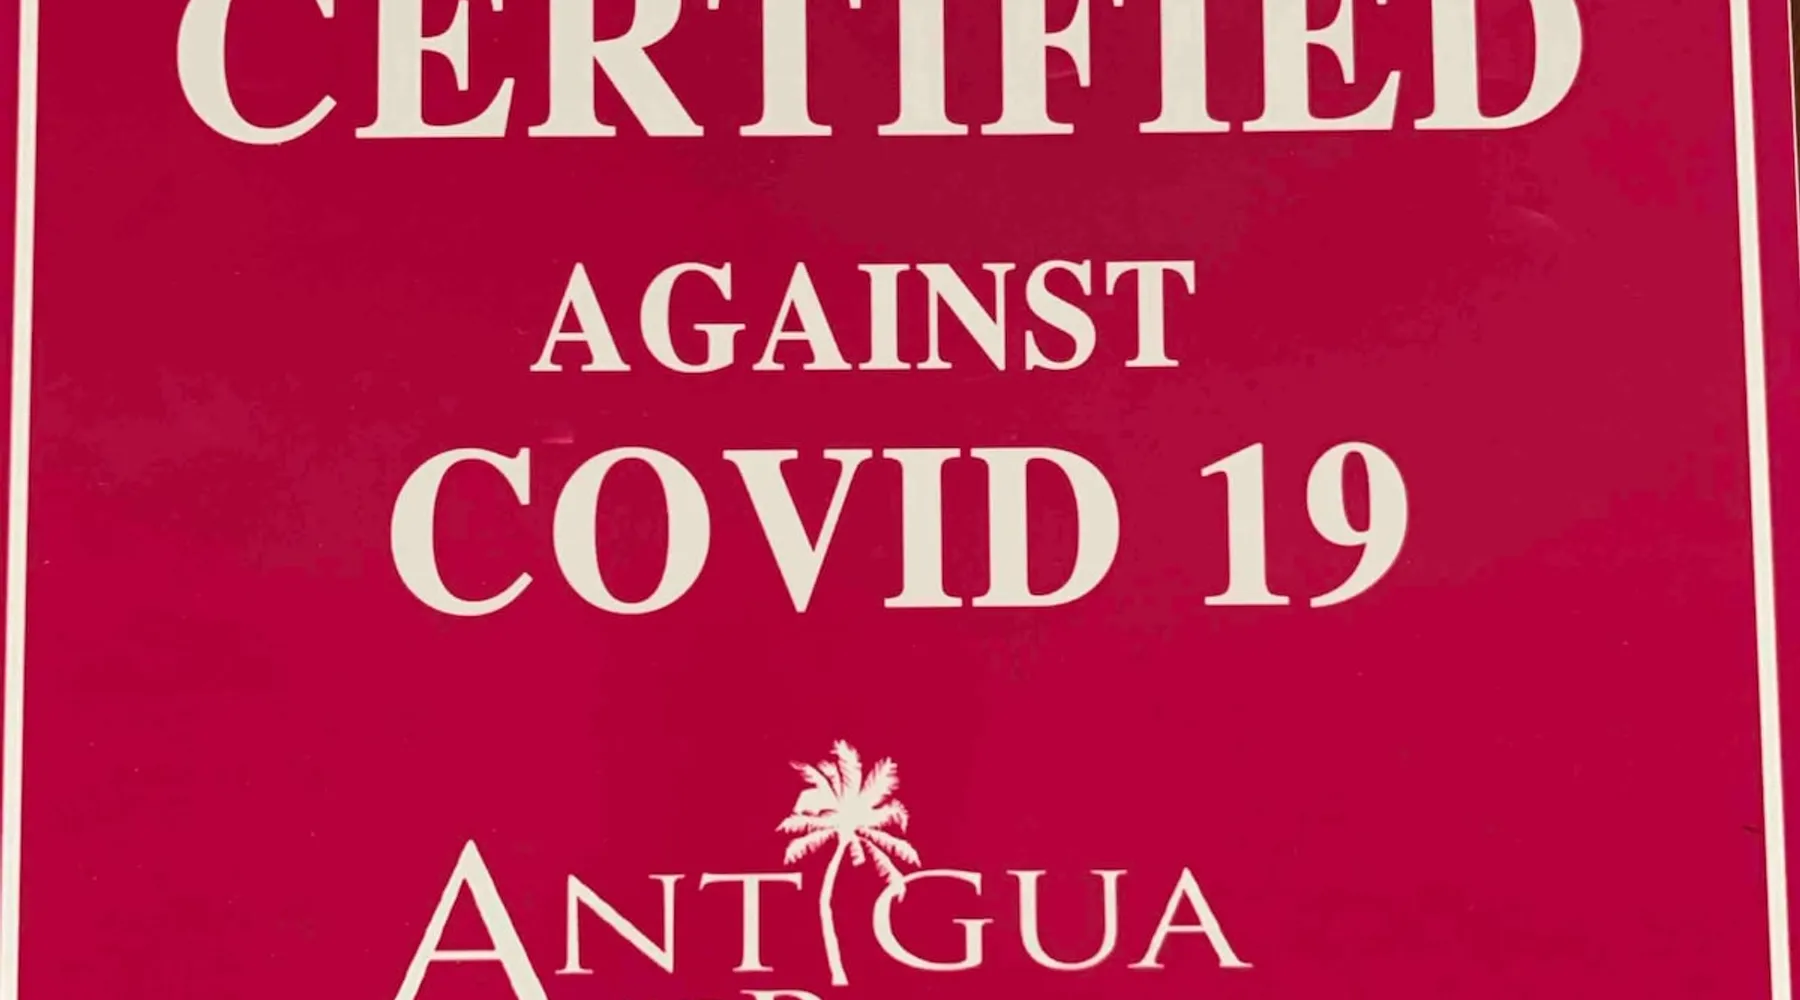 CERTIFIED
AGAINST
COVID 19
ANTIGUA